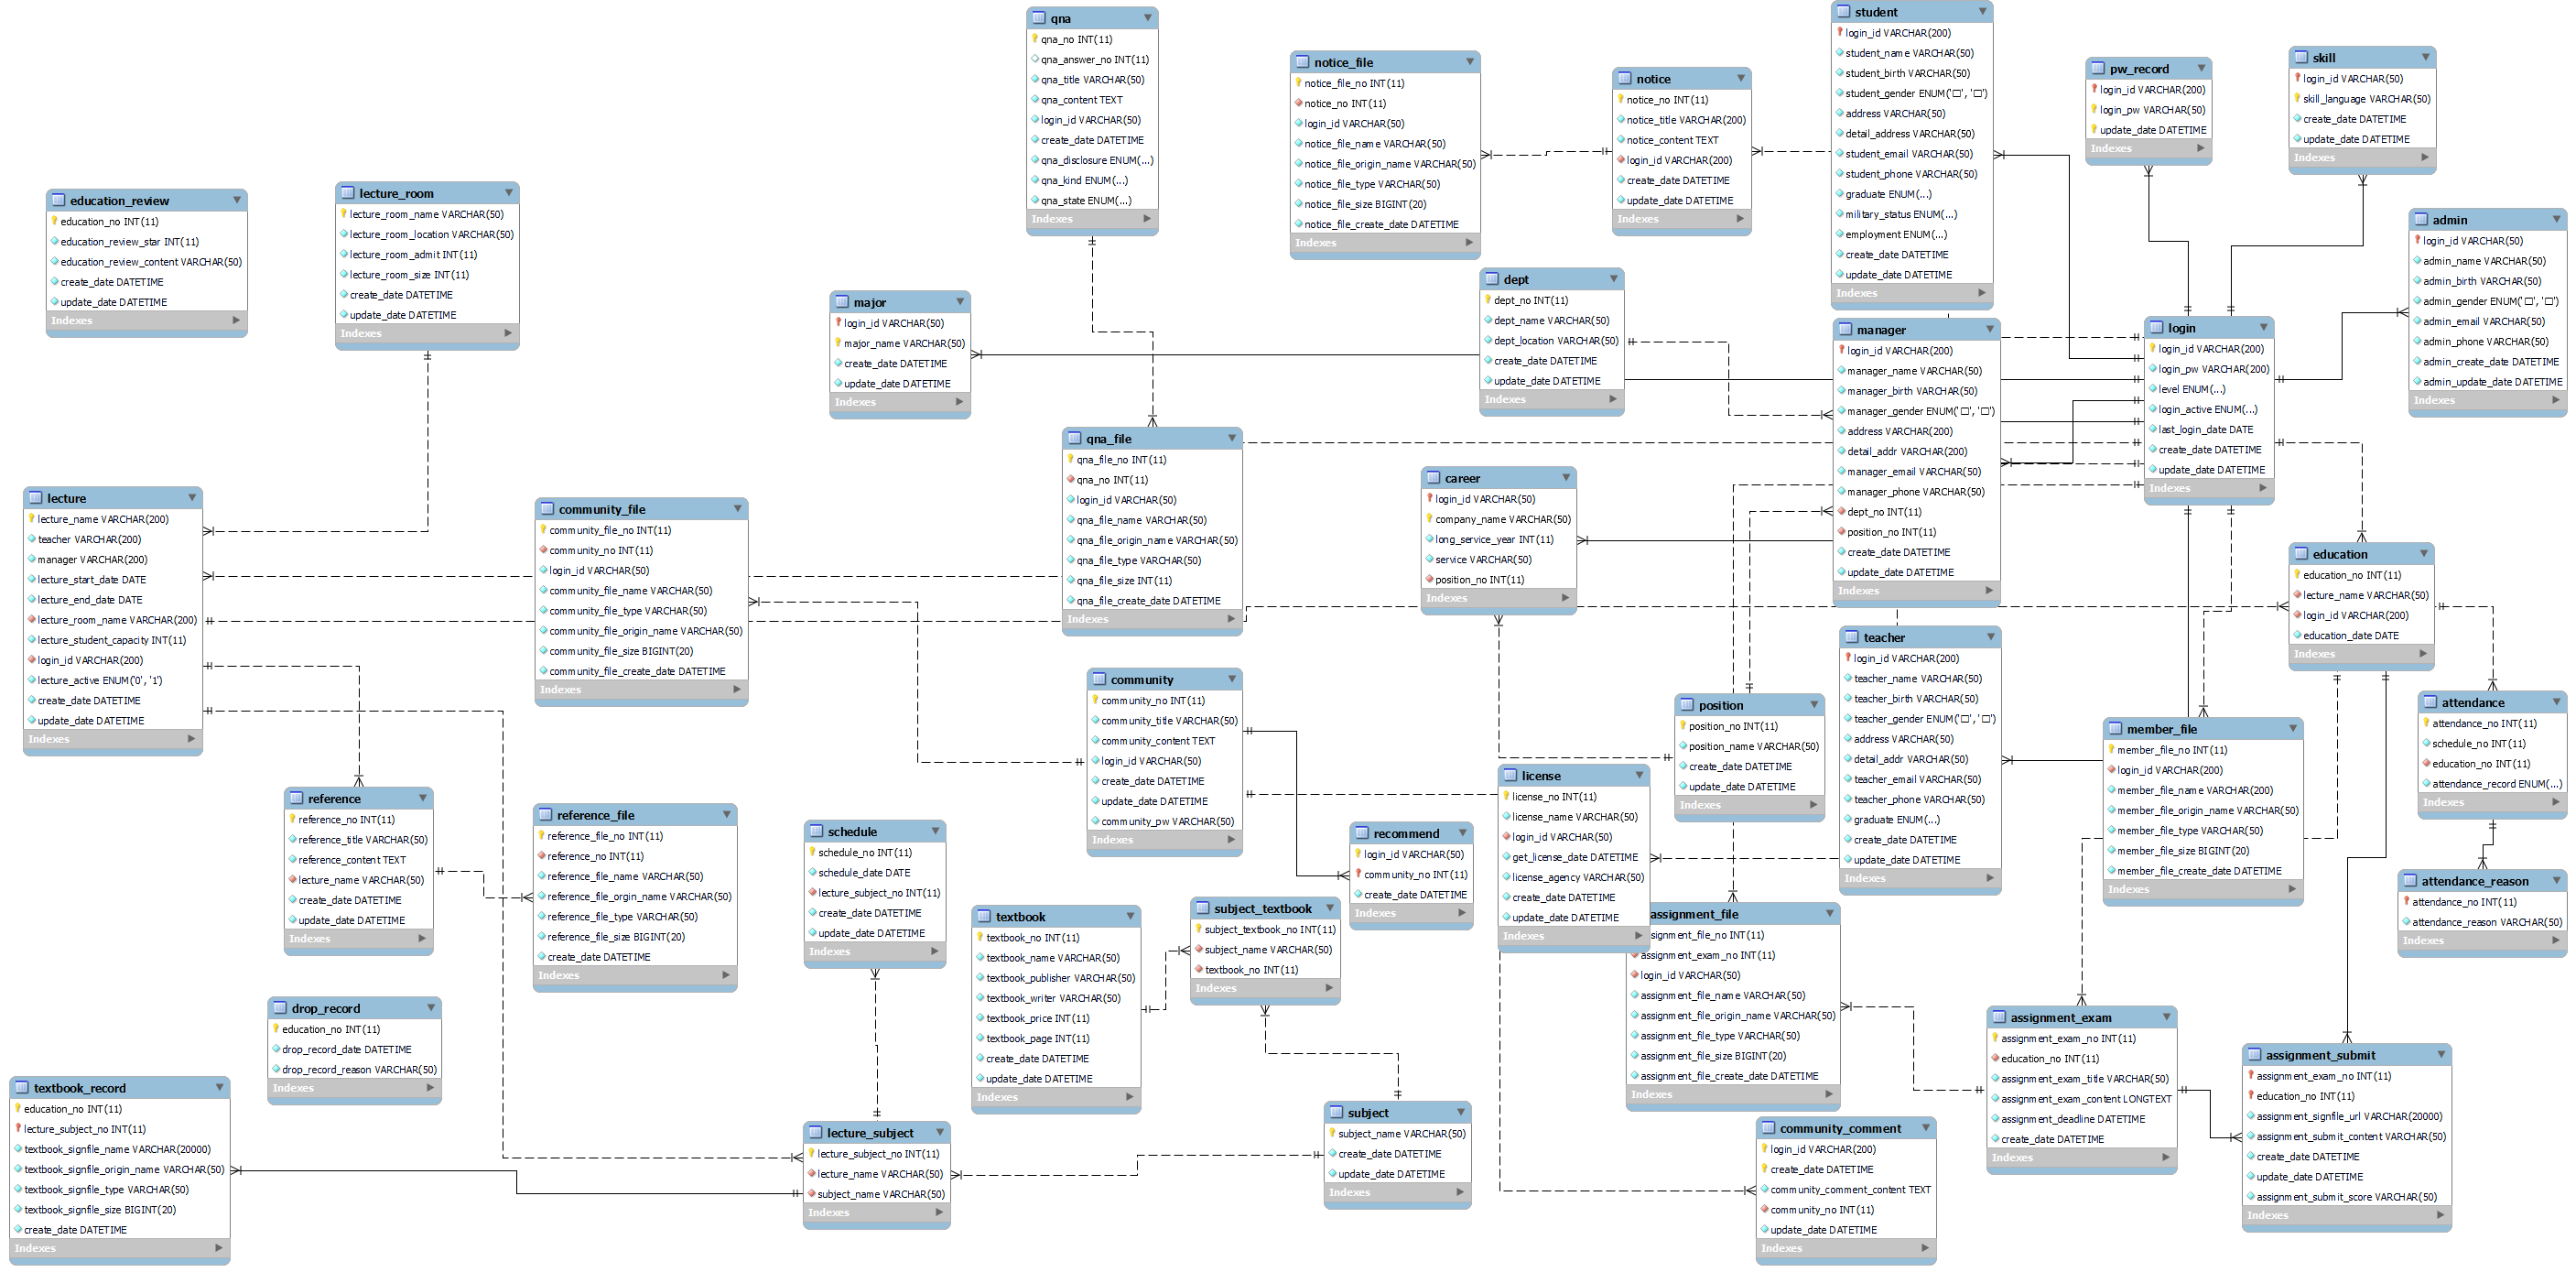 qna
qna_no INT(11)
qna_answer_no INT(11)
qna_title VARCHAR(50)
qna_content TEXT
login_id VARCHAR(50)
create_date DATETIME
qna_disclosure ENUM(...)
qna_kind ENUM(...)
qna_state ENUM(...)
Indexes
notice_file
notice_file_no INT(11)
notice_no INT(11)
login_id VARCHAR(50)
notice_file_name VARCHAR(50)
notice_file_origin_name VARCHAR(50)
notice_file_type VARCHAR(50)
notice_file_size BIGINT(20)
notice_file_create_date DATETIME
Indexes
notice
notice_no INT(11)
notice_title VARCHAR(200)
notice_content TEXT
login_id VARCHAR(200)
create_date DATETIME
update_date DATETIME
Indexes
student
login_id VARCHAR(200)
student_name VARCHAR(50)
student_birth VARCHAR(50)
student_gender ENUM('□', '□')
address VARCHAR(50)
detail_address VARCHAR(50)
student_email VARCHAR(50)
student_phone VARCHAR(50)
graduate ENUM(...)
military_status ENUM(...)
employment ENUM(...)
create_date DATETIME
update_date DATETIME
Indexes
pw_record
login_id VARCHAR(200)
login_pw VARCHAR(50)
update_date DATETIME
Indexes
skill
login_id VARCHAR(50)
skill_language VARCHAR(50)
create_date DATETIME
update_date DATETIME
Indexes
education_review
education_no INT(11)
education_review_star INT(11)
education_review_content VARCHAR(50)
create_date DATETIME
update_date DATETIME
Indexes
lecture_room
lecture_room_name VARCHAR(50)
lecture_room_location VARCHAR(50)
lecture_room_admit INT(11)
lecture_room_size INT(11)
create_date DATETIME
update_date DATETIME
Indexes
major
login_id VARCHAR(50)
major_name VARCHAR(50)
create_date DATETIME
update_date DATETIME
Indexes
dept
dept_no INT(11)
dept_name VARCHAR(50)
dept_location VARCHAR(50)
create_date DATETIME
update_date DATETIME
Indexes
manager
login_id VARCHAR(200)
manager_name VARCHAR(50)
manager_birth VARCHAR(50)
manager_gender ENUM('□', '□')
address VARCHAR(200)
detail_addr VARCHAR(200)
manager_email VARCHAR(50)
manager_phone VARCHAR(50)
dept_no INT(11)
position_no INT(11)
create_date DATETIME
update_date DATETIME
Indexes
login
login_id VARCHAR(200)
login_pw VARCHAR(200)
level ENUM(...)
login_active ENUM(...)
last_login_date DATE
create_date DATETIME
update_date DATETIME
Indexes
admin
login_id VARCHAR(50)
admin_name VARCHAR(50)
admin_birth VARCHAR(50)
admin_gender ENUM('□', '□')
admin_email VARCHAR(50)
admin_phone VARCHAR(50)
admin_create_date DATETIME
admin_update_date DATETIME
Indexes
lecture
lecture_name VARCHAR(200)
teacher VARCHAR(200)
manager VARCHAR(200)
lecture_start_date DATE
lecture_end_date DATE
lecture_room_name VARCHAR(200)
lecture_student_capacity INT(11)
login_id VARCHAR(200)
lecture_active ENUM('0', '1')
create_date DATETIME
update_date DATETIME
Indexes
community_file
community_file_no INT(11)
community_no INT(11)
login_id VARCHAR(50)
community_file_name VARCHAR(50)
community_file_type VARCHAR(50)
community_file_origin_name VARCHAR(50)
community_file_size BIGINT(20)
community_file_create_date DATETIME
Indexes
qna_file
qna_file_no INT(11)
qna_no INT(11)
login_id VARCHAR(50)
qna_file_name VARCHAR(50)
qna_file_origin_name VARCHAR(50)
qna_file_type VARCHAR(50)
qna_file_size INT(11)
qna_file_create_date DATETIME
Indexes
career
login_id VARCHAR(50)
company_name VARCHAR(50)
long_service_year INT(11)
service VARCHAR(50)
position_no INT(11)
Indexes
education
education_no INT(11)
lecture_name VARCHAR(50)
login_id VARCHAR(200)
education_date DATE
Indexes
community
community_no INT(11)
community_title VARCHAR(50)
community_content TEXT
login_id VARCHAR(50)
create_date DATETIME
update_date DATETIME
community_pw VARCHAR(50)
Indexes
position
position_no INT(11)
position_name VARCHAR(50)
create_date DATETIME
update_date DATETIME
Indexes
teacher
login_id VARCHAR(200)
teacher_name VARCHAR(50)
teacher_birth VARCHAR(50)
teacher_gender ENUM('□', '□')
address VARCHAR(50)
detail_addr VARCHAR(50)
teacher_email VARCHAR(50)
teacher_phone VARCHAR(50)
graduate ENUM(...)
create_date DATETIME
update_date DATETIME
Indexes
member_file
member_file_no INT(11)
login_id VARCHAR(200)
member_file_name VARCHAR(200)
member_file_origin_name VARCHAR(50)
member_file_type VARCHAR(50)
member_file_size BIGINT(20)
member_file_create_date DATETIME
Indexes
attendance
attendance_no INT(11)
schedule_no INT(11)
education_no INT(11)
attendance_record ENUM(...)
Indexes
reference
reference_no INT(11)
reference_title VARCHAR(50)
reference_content TEXT
lecture_name VARCHAR(50)
create_date DATETIME
update_date DATETIME
Indexes
reference_file
reference_file_no INT(11)
reference_no INT(11)
reference_file_name VARCHAR(50)
reference_file_orgin_name VARCHAR(50)
reference_file_type VARCHAR(50)
reference_file_size BIGINT(20)
create_date DATETIME
Indexes
schedule
schedule_no INT(11)
schedule_date DATE
lecture_subject_no INT(11)
create_date DATETIME
update_date DATETIME
Indexes
recommend
login_id VARCHAR(50)
community_no INT(11)
create_date DATETIME
Indexes
license
license_no INT(11)
license_name VARCHAR(50)
login_id VARCHAR(50)
get_license_date DATETIME
license_agency VARCHAR(50)
create_date DATETIME
update_date DATETIME
Indexes
textbook
textbook_no INT(11)
textbook_name VARCHAR(50)
textbook_publisher VARCHAR(50)
textbook_writer VARCHAR(50)
textbook_price INT(11)
textbook_page INT(11)
create_date DATETIME
update_date DATETIME
Indexes
subject_textbook
subject_textbook_no INT(11)
subject_name VARCHAR(50)
textbook_no INT(11)
Indexes
assignment_file
ssignment_file_no INT(11)
assignment_exam_no INT(11)
login_id VARCHAR(50)
assignment_file_name VARCHAR(50)
assignment_file_origin_name VARCHAR(50)
assignment_file_type VARCHAR(50)
assignment_file_size BIGINT(20)
assignment_file_create_date DATETIME
Indexes
attendance_reason
attendance_no INT(11)
attendance_reason VARCHAR(50)
Indexes
drop_record
education_no INT(11)
drop_record_date DATETIME
drop_record_reason VARCHAR(50)
Indexes
textbook_record
education_no INT(11)
lecture_subject_no INT(11)
textbook_signfile_name VARCHAR(20000)
textbook_signfile_origin_name VARCHAR(50)
textbook_signfile_type VARCHAR(50)
textbook_signfile_size BIGINT(20)
create_date DATETIME
Indexes
lecture_subject
lecture_subject_no INT(11)
lecture_name VARCHAR(50)
subject_name VARCHAR(50)
Indexes
subject
subject_name VARCHAR(50)
create_date DATETIME
update_date DATETIME
Indexes
community_comment
login_id VARCHAR(200)
create_date DATETIME
community_comment_content TEXT
community_no INT(11)
update_date DATETIME
Indexes
assignment_exam
assignment_exam_no INT(11)
education_no INT(11)
assignment_exam_title VARCHAR(50)
assignment_exam_content LONGTEXT
assignment_deadline DATETIME
create_date DATETIME
Indexes
assignment_submit
assignment_exam_no INT(11)
education_no INT(11)
assignment_signfile_url VARCHAR(20000)
assignment_submit_content VARCHAR(50)
create_date DATETIME
update_date DATETIME
assignment_submit_score VARCHAR(50)
Indexes